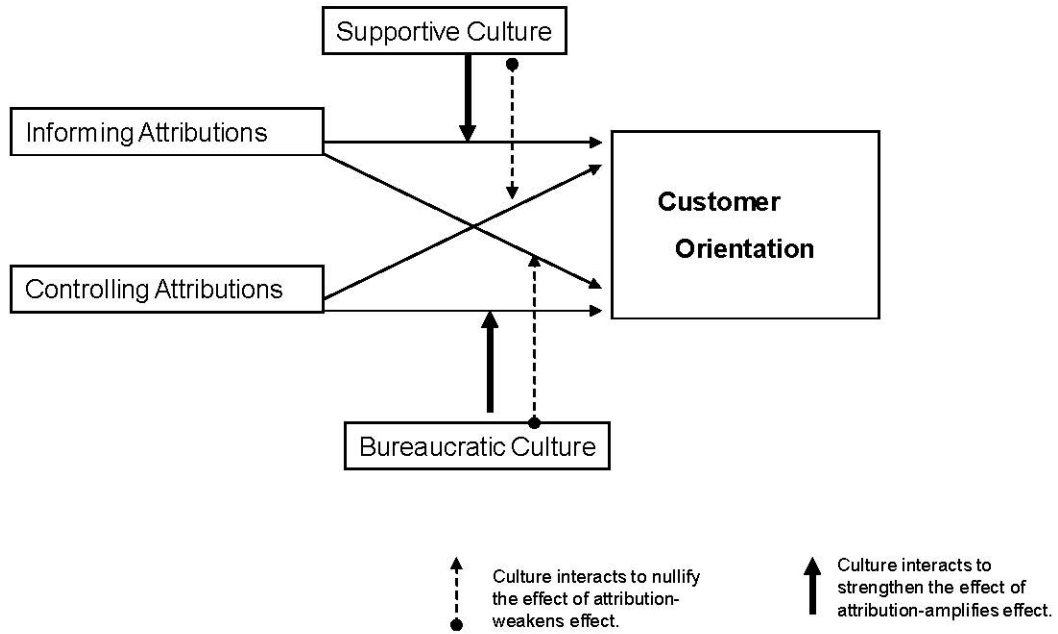 Supportive Culture
Informing Attributions
Customer
Orientation
Controlling Attributions
Bureaucratic Culture
Culture interacts to nullify
the effect of attribution-
weakens effect.
Culture interacts to
strengthen the effect of
attribution-amplifies effect.